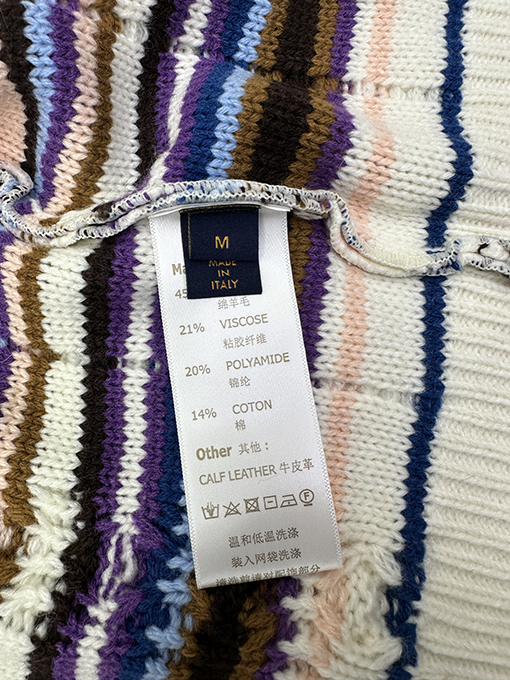 M
MADE
IN
ITALY
Ma
45
绵羊毛
21% VISCOSE
粘胶纤维
20% POLYAMIDE
锦纶
14% COTON
棉
Other 其他:
CALF LEATHER 牛皮革
温和低温洗涤
装入网袋洗涤